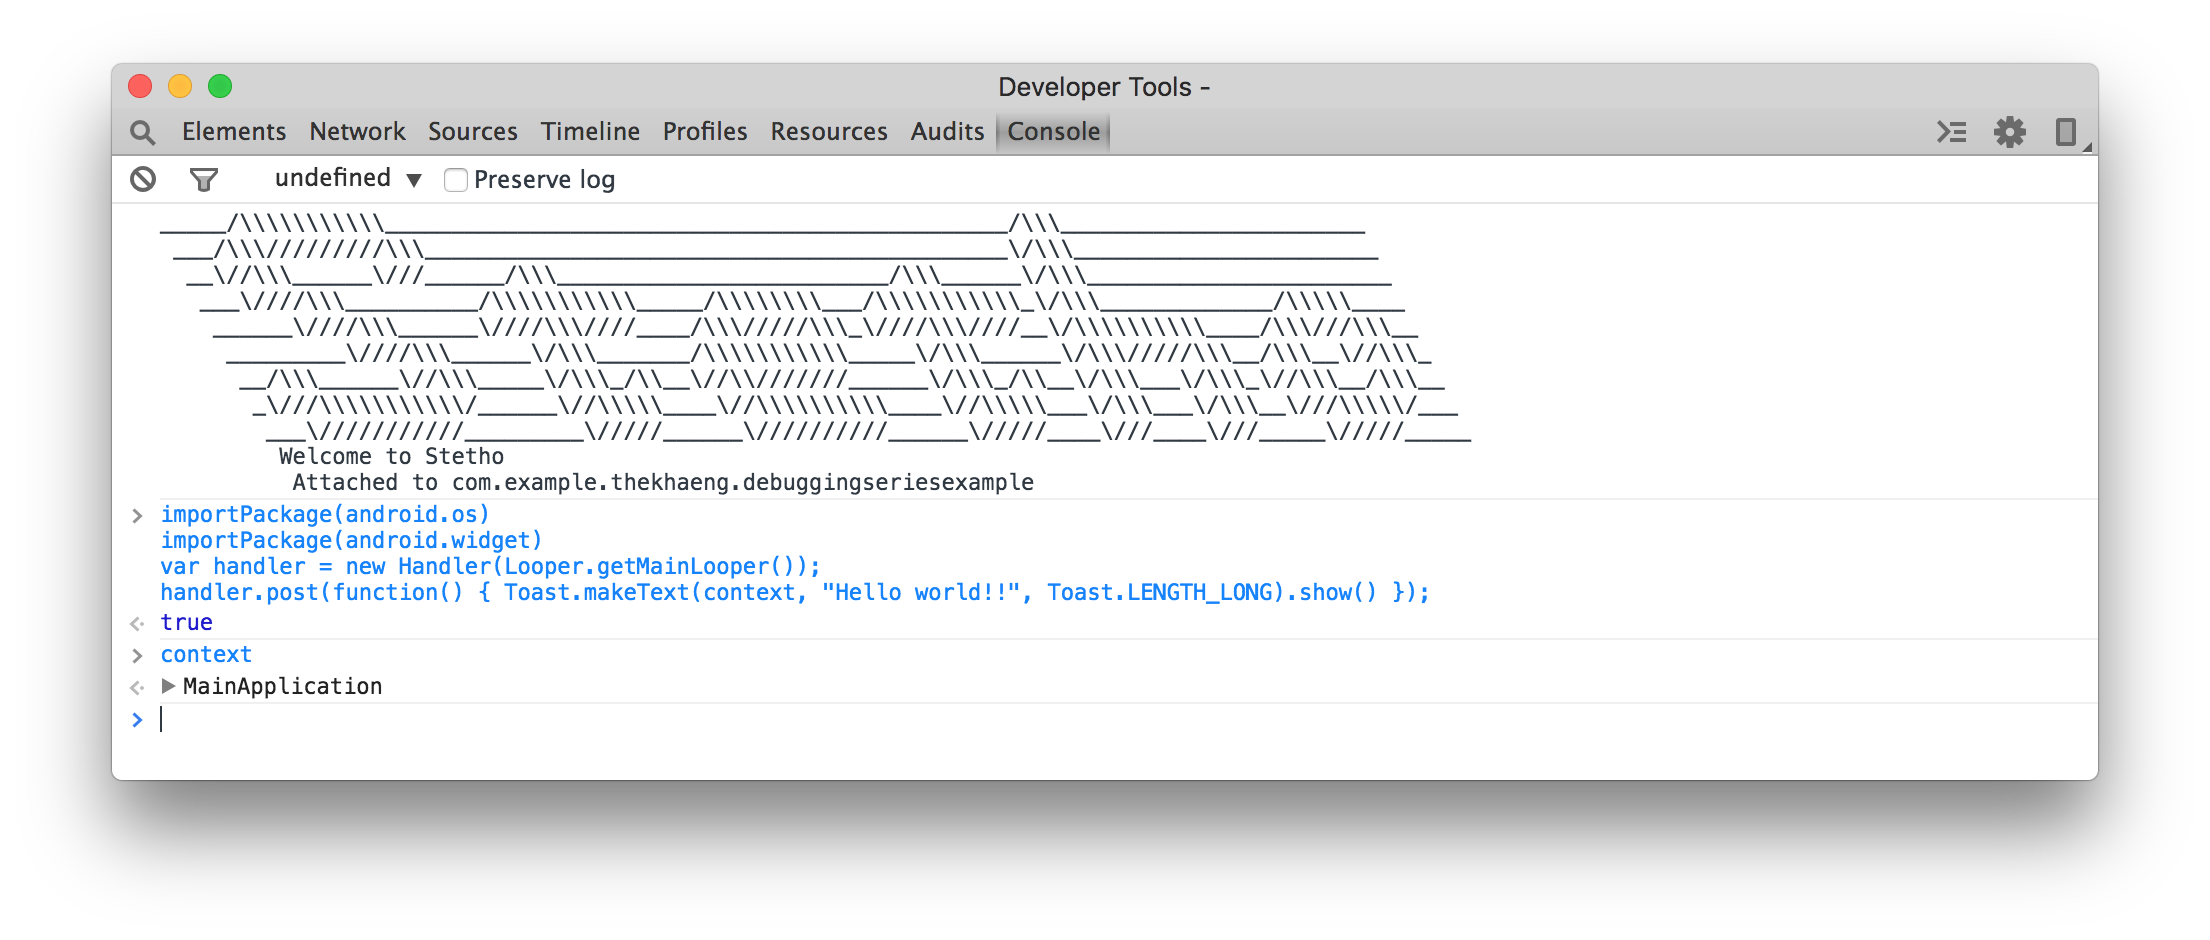 Developer Tools -
Elements Network Sources Timeline Profiles Resources Audits Console
undefined ▼ Preserve log
Welcome to Stetho
Attached to com.example.thekhaeng.debuggingseriesexample
importPackage(android.os)
importPackage(android.widget)
var handler = new Handler(Looper.getMainLooper());
handler.post(function() { Toast.makeText(context, "Hello world!!", Toast.LENGTH_LONG).show() });
true
context
MainApplication